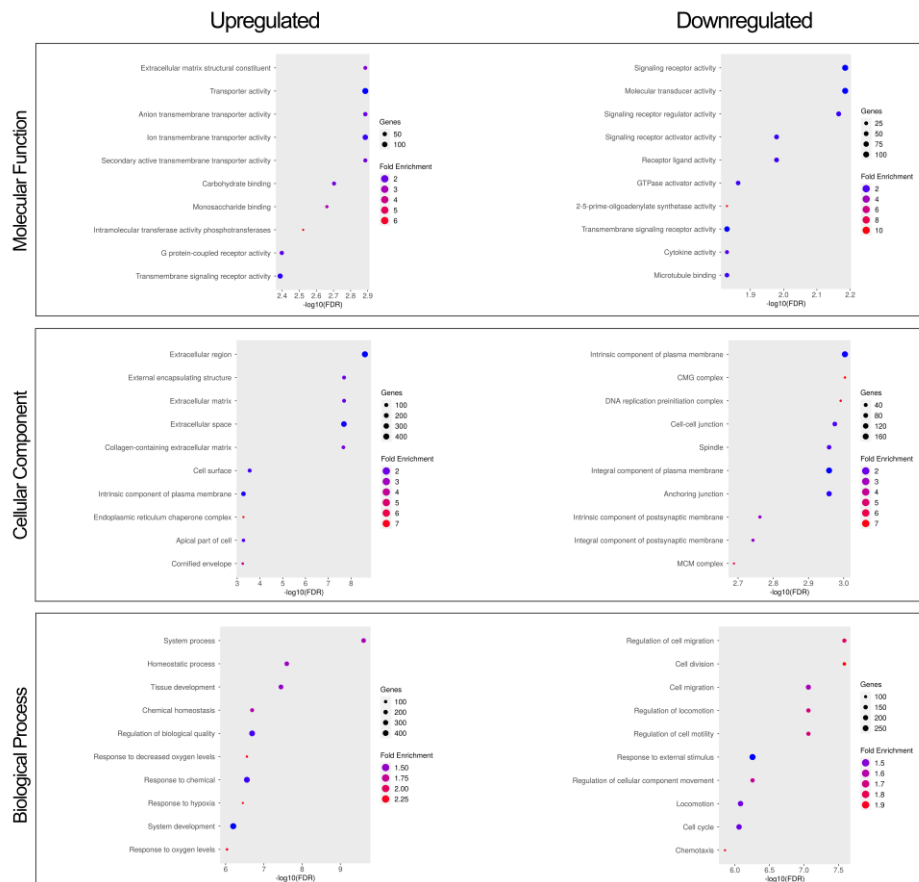 Upregulated
Downregulated
Molecular Function
Extracellular matrix structural constituent
Transporter activity
Anion transmembrane transporter activity
Ion transmembrane transporter activity
Secondary active transmembrane transporter activity
Carbohydrate binding
Monosaccharide binding
Intramolecular transferase activity phosphotransferases
G protein-coupled receptor activity
Transmembrane signaling receptor activity
2.4 2.5 2.6 2.7 2.8 2.9
-log10(FDR)
Genes
50
100
Fold Enrichment
2
3
4
5
6
Signaling receptor activity
Molecular transducer activity
Signaling receptor regulator activity
Signaling receptor activator activity
Receptor ligand activity
GTPase activator activity
2-5-prime-oligoadenylate synthetase activity
Transmembrane signaling receptor activity
Cytokine activity
Microtubule binding
1.9 2.0 2.1 2.2
-log10(FDR)
Genes
25
50
75
100
Fold Enrichment
2
4
6
8
10
Cellular Component
Extracellular region
External encapsulating structure
Extracellular matrix
Extracellular space
Collagen-containing extracellular matrix
Cell surface
Intrinsic component of plasma membrane
Endoplasmic reticulum chaperone complex
Apical part of cell
Cornified envelope
3 4 5 6 7 8
-log10(FDR)
Genes
100
200
300
400
Fold Enrichment
2
3
4
5
6
7
Intrinsic component of plasma membrane
CMG complex
DNA replication preinitiation complex
Cell-cell junction
Spindle
Integral component of plasma membrane
Anchoring junction
Intrinsic component of postsynaptic membrane
Integral component of postsynaptic membrane
MCM complex
2.7 2.8 2.9 3.0
-log10(FDR)
Genes
40
80
120
160
Fold Enrichment
2
3
4
5
6
7
Biological Process
System process
Homeostatic process
Tissue development
Chemical homeostasis
Regulation of biological quality
Response to decreased oxygen levels
Response to chemical
Response to hypoxia
System development
Response to oxygen levels
6 7 8 9
-log10(FDR)
Genes
100
200
300
400
Fold Enrichment
1.50
1.75
2.00
2.25
Regulation of cell migration
Cell division
Cell migration
Regulation of locomotion
Regulation of cell motility
Response to external stimulus
Regulation of cellular component movement
Locomotion
Cell cycle
Chemotaxis
6.0 6.5 7.0 7.5
-log10(FDR)
Genes
100
150
200
250
Fold Enrichment
1.5
1.6
1.7
1.8
1.9